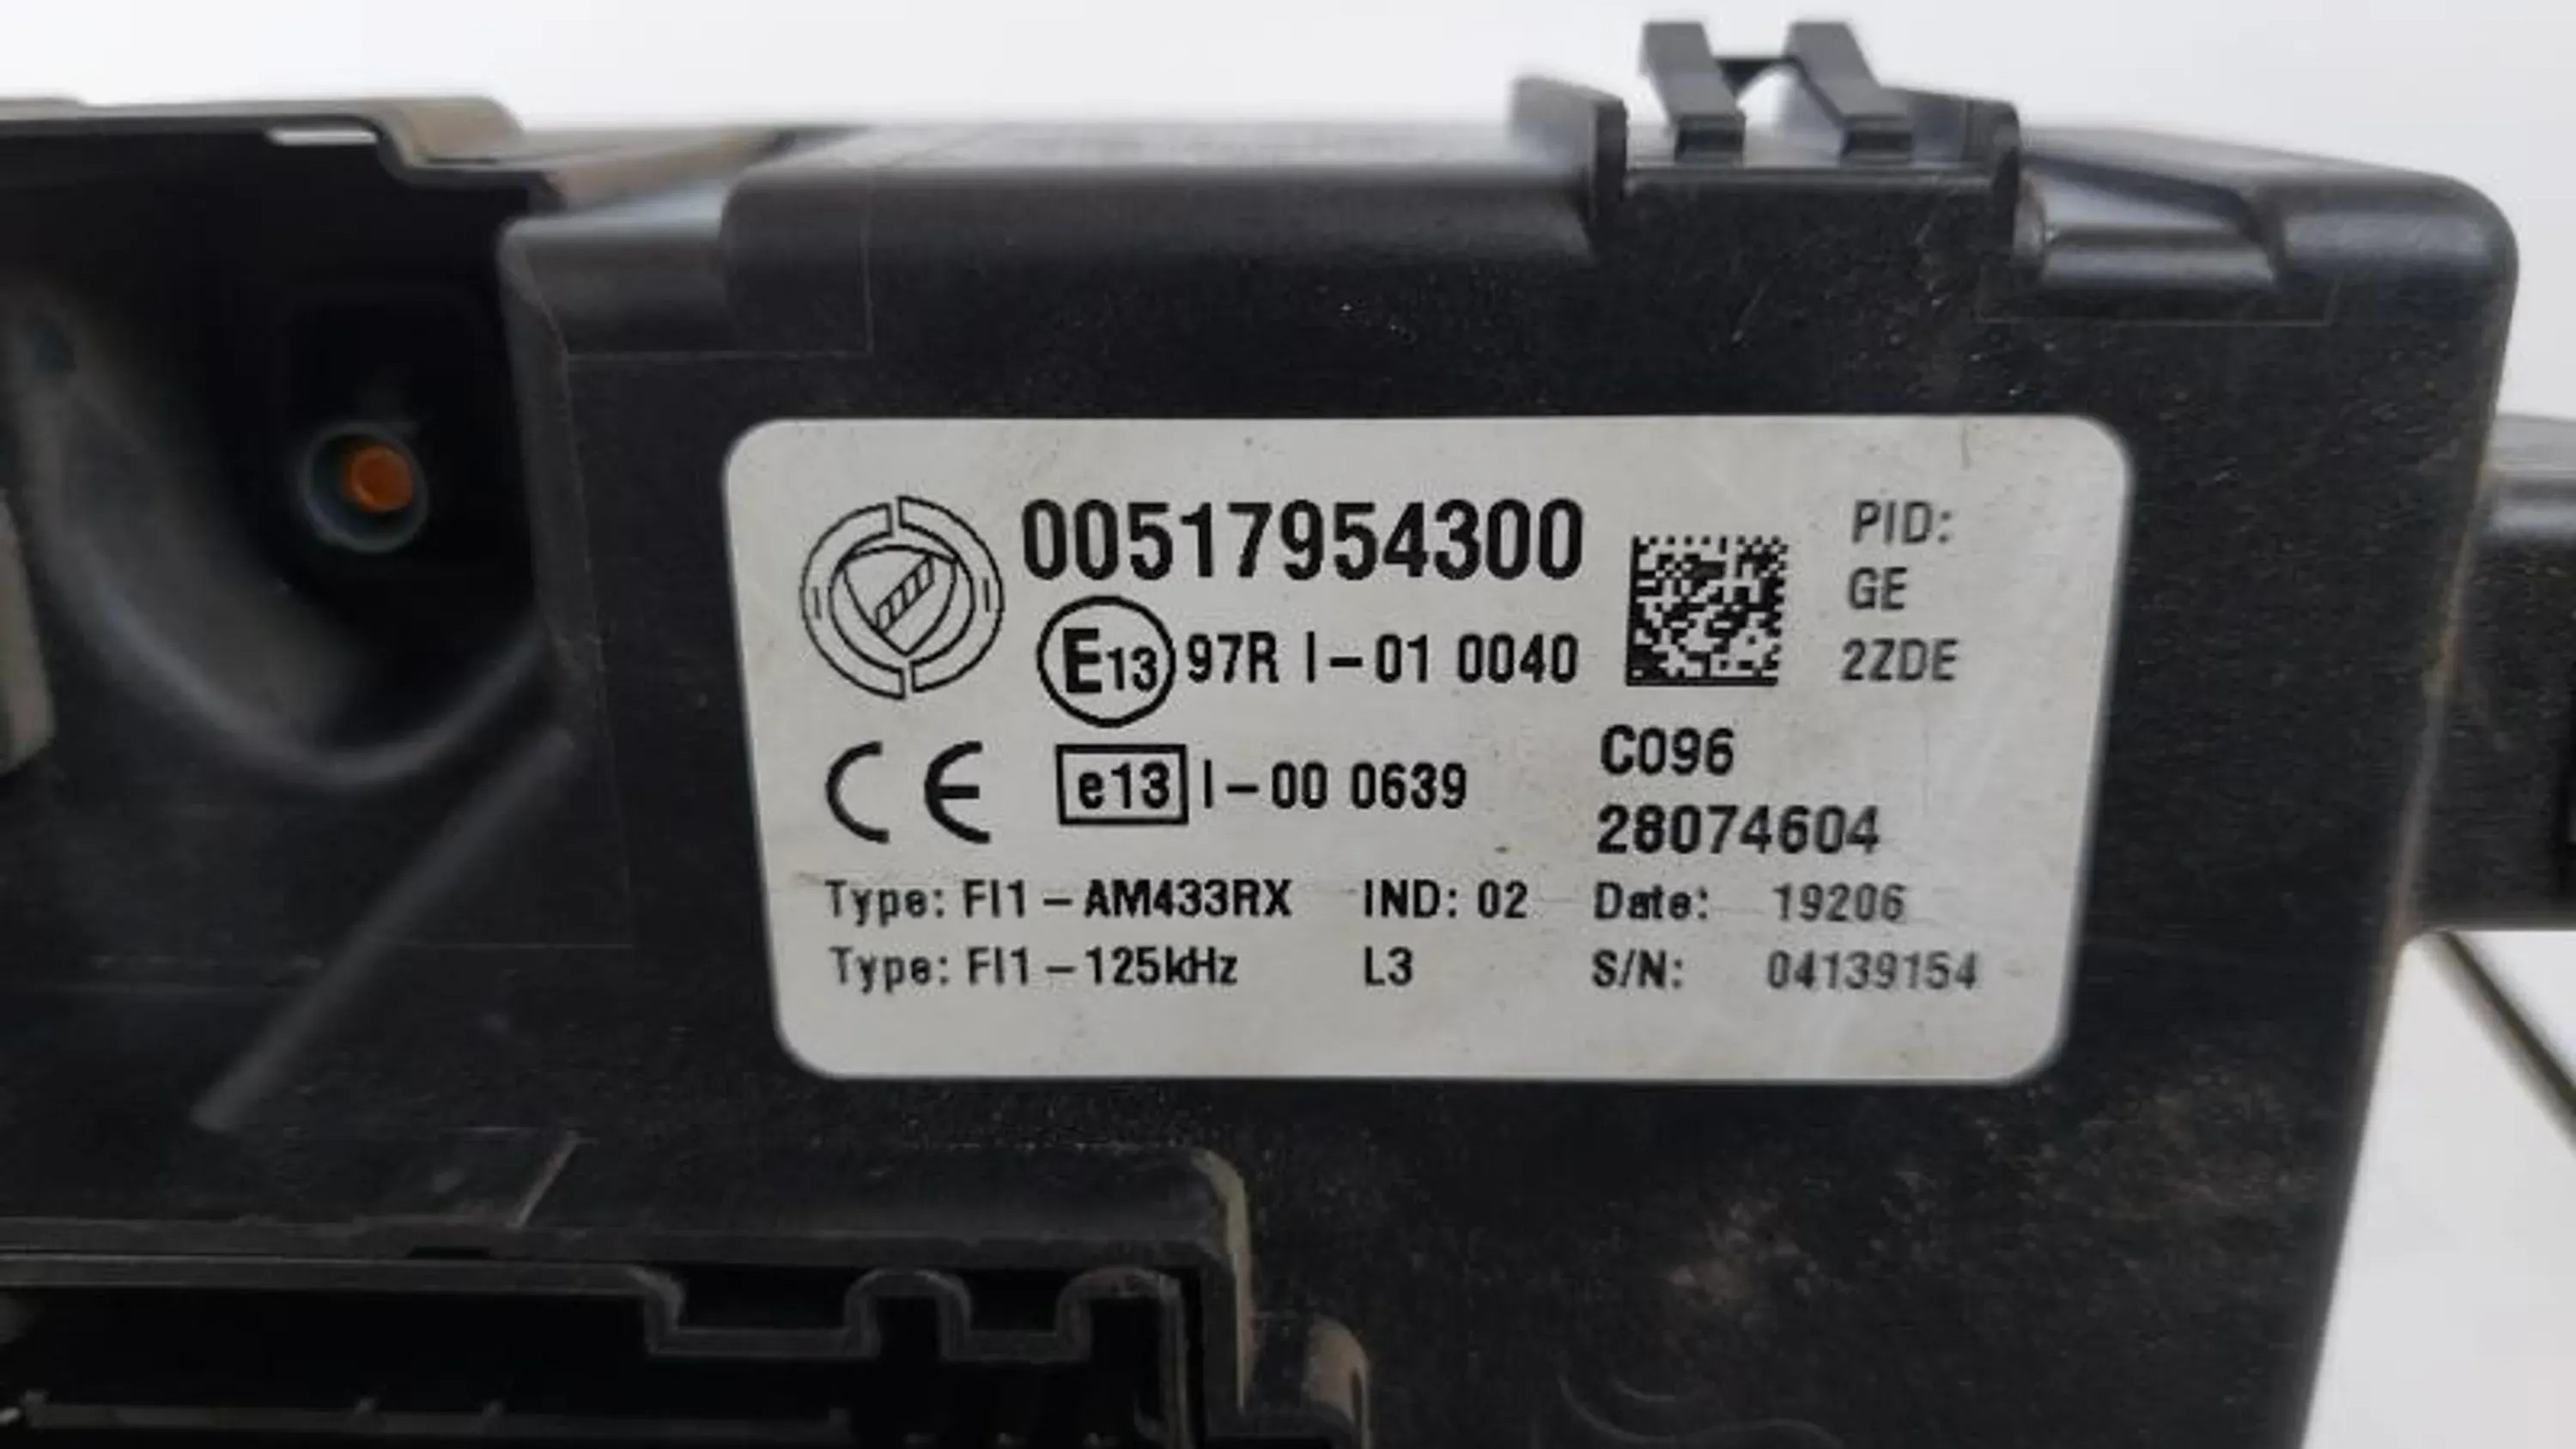 00517954300
PID:
GE
2ZDE
E13 97R I-01 0040
CE e13 I-00 0639
C096
28074604
Type: FI1-AM433RX IND: 02 Date: 19206
Type: FI1-125kHz L3 S/N: 04139154